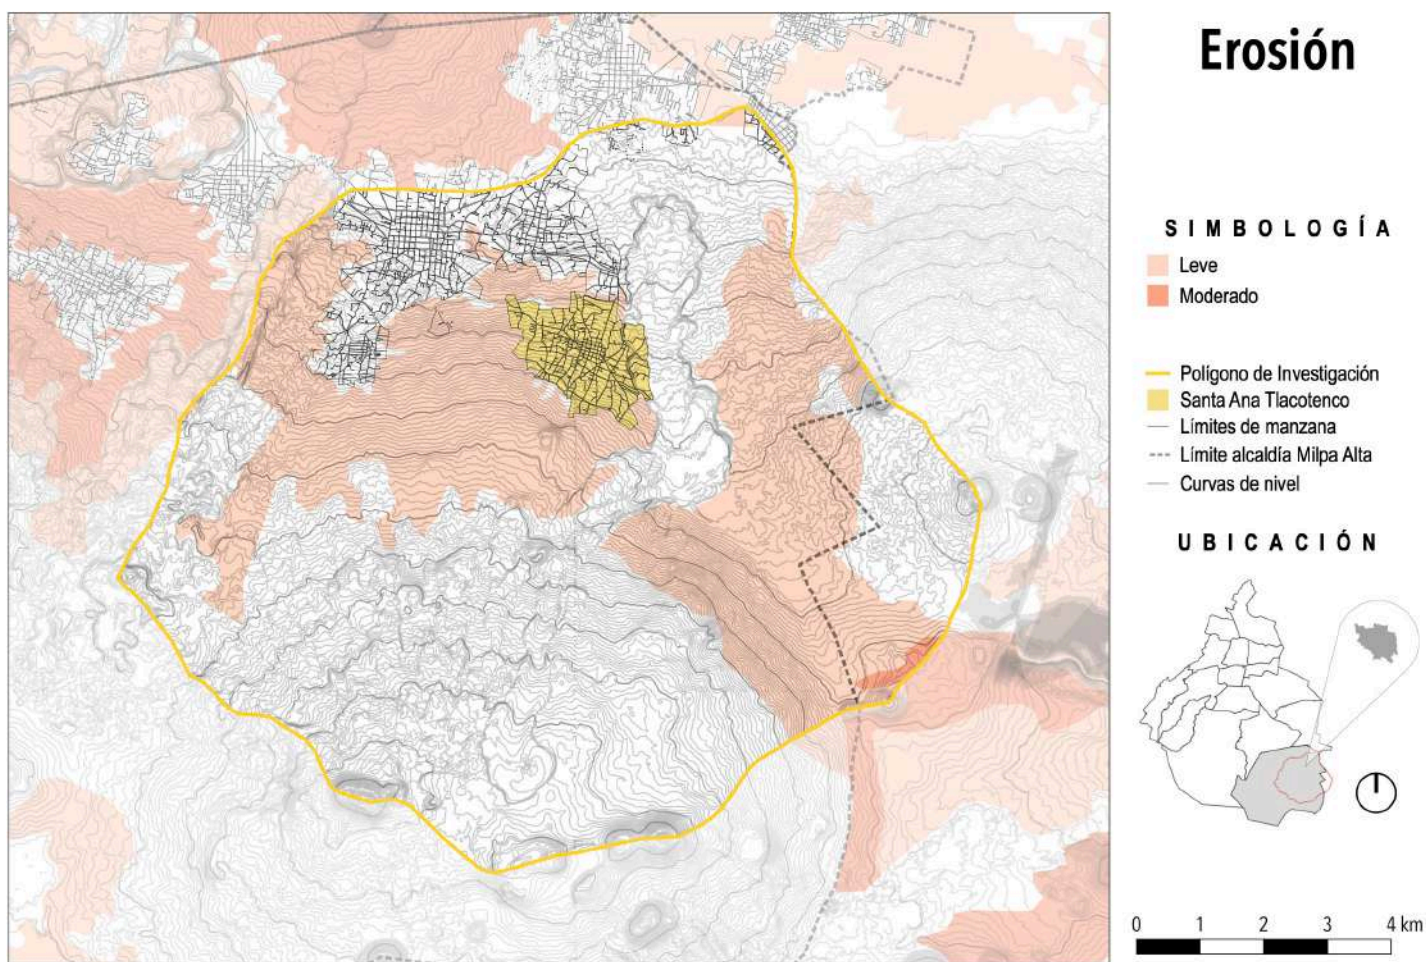 Erosión
SIMBOLOGÍA
Leve
Moderado
Polígono de Investigación
Santa Ana Tlacotenco
Límites de manzana
Límite alcaldía Milpa Alta
Curvas de nivel
UBICACIÓN
0 1 2 3 4 km